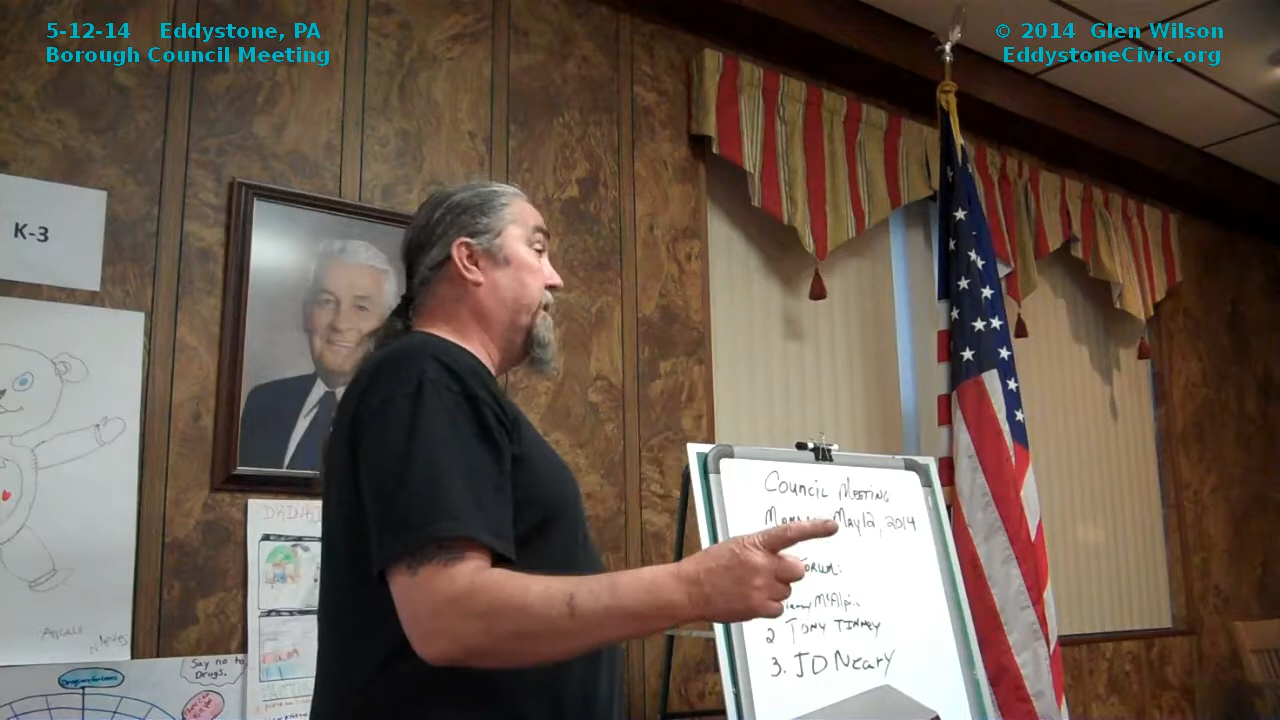 5-12-14 Eddystone, PA
Borough Council Meeting
© 2014 Glen Wilson
EddystoneCivic.org
K-3
Council Meeting
May 12, 2014
McAlpi
2 Tony Tinney
3. JD Neary
Say no to
Drugs.